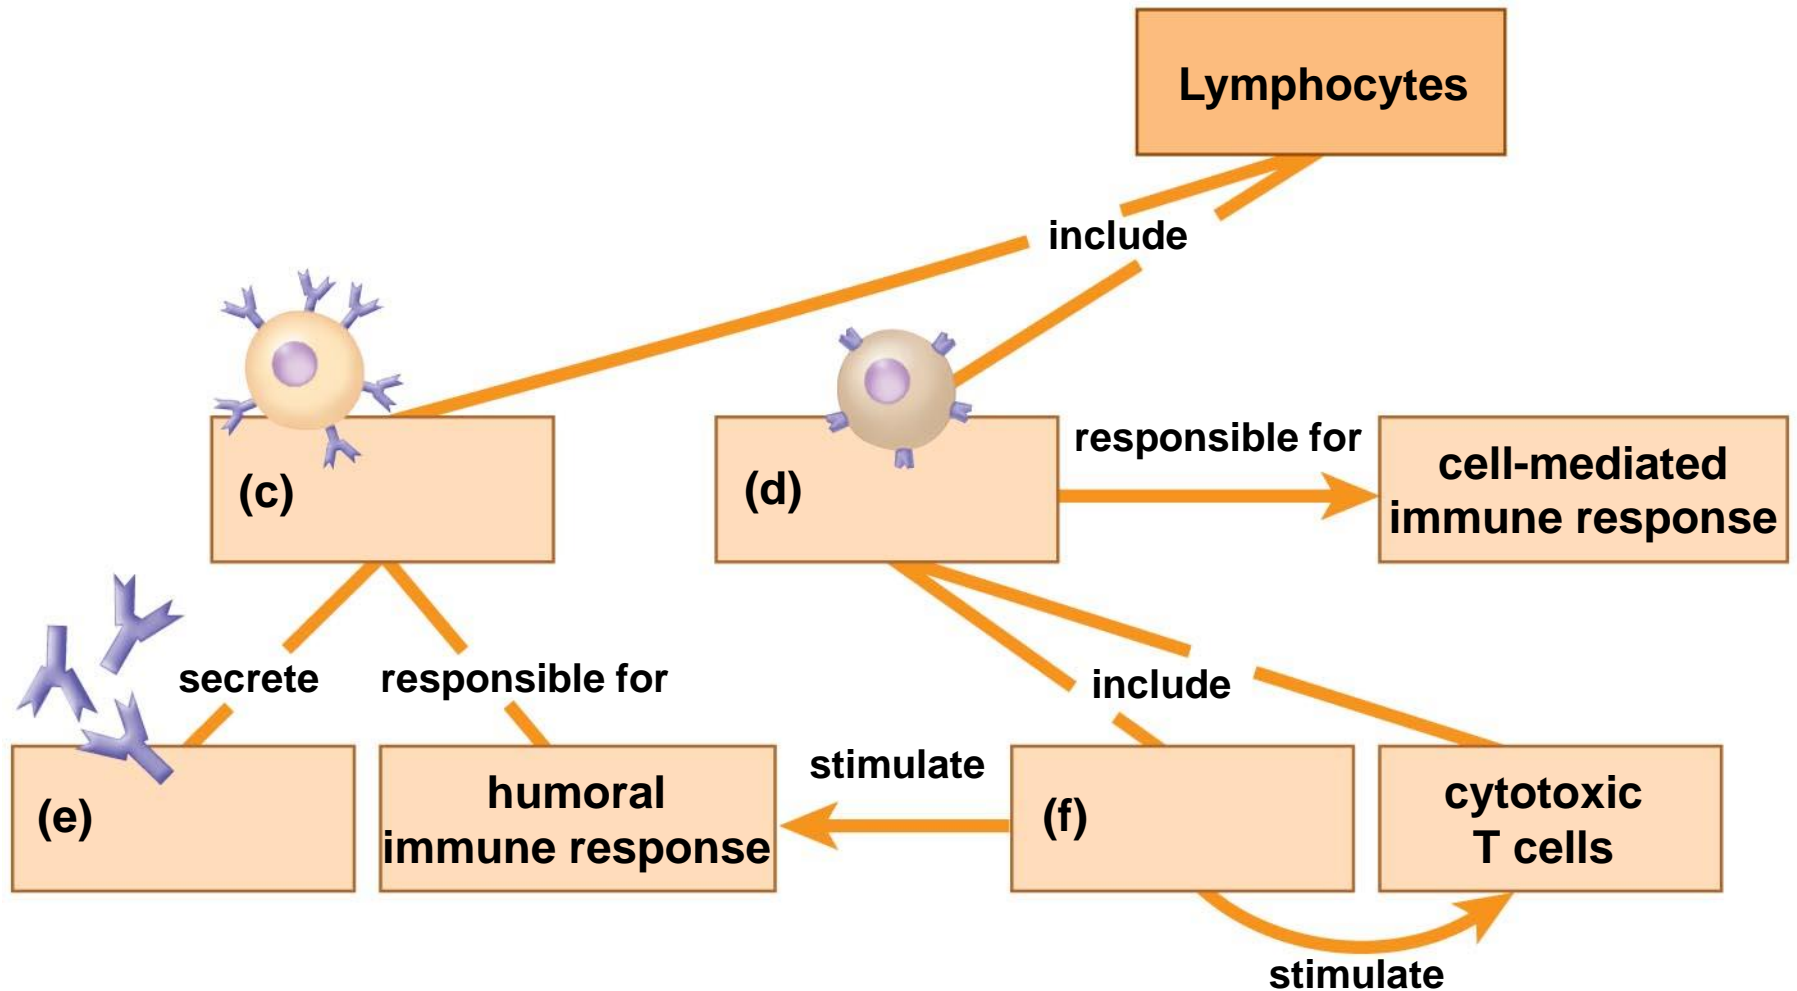 Lymphocytes
include
responsible for
cell-mediated
immune response
(c)
(d)
secrete
responsible for
include
stimulate
(e)
humoral
immune response
(f)
cytotoxic
T cells
stimulate